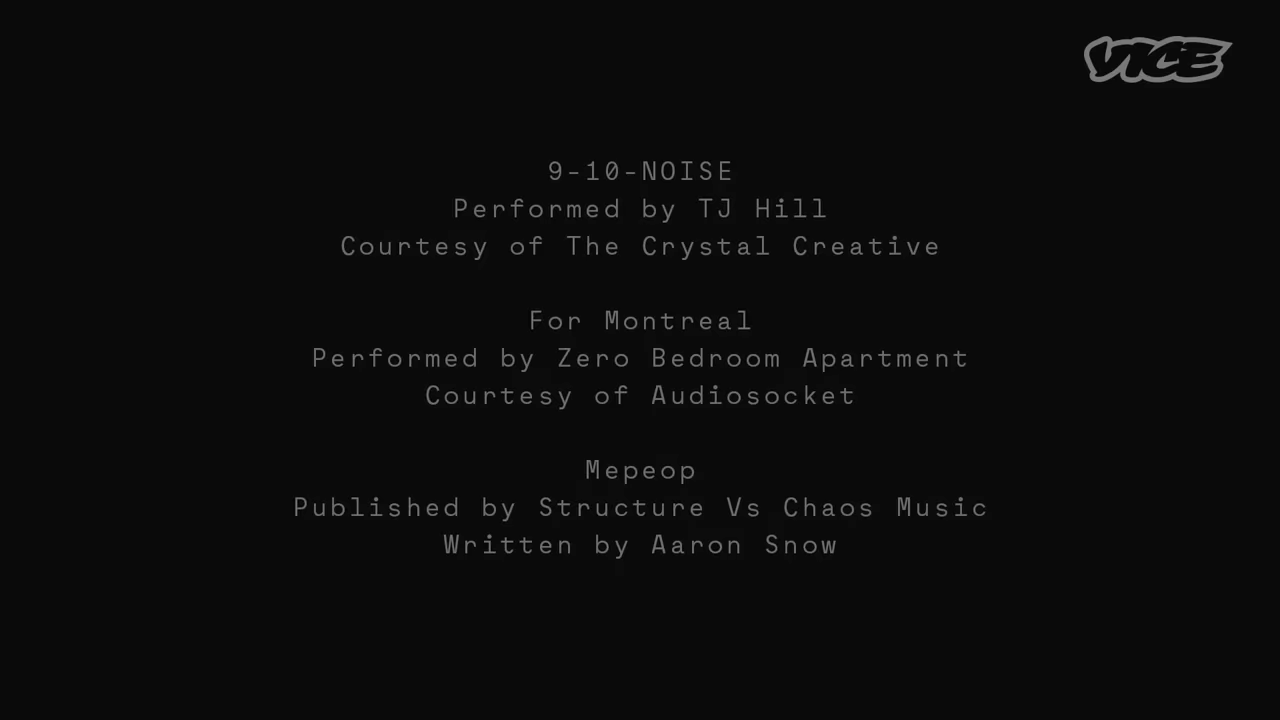 VICE
9-10-NOISE
Performed by TJ Hill
Courtesy of The Crystal Creative
For Montreal
Performed by Zero Bedroom Apartment
Courtesy of Audiosocket
Mepeop
Published by Structure Vs Chaos Music
Written by Aaron Snow